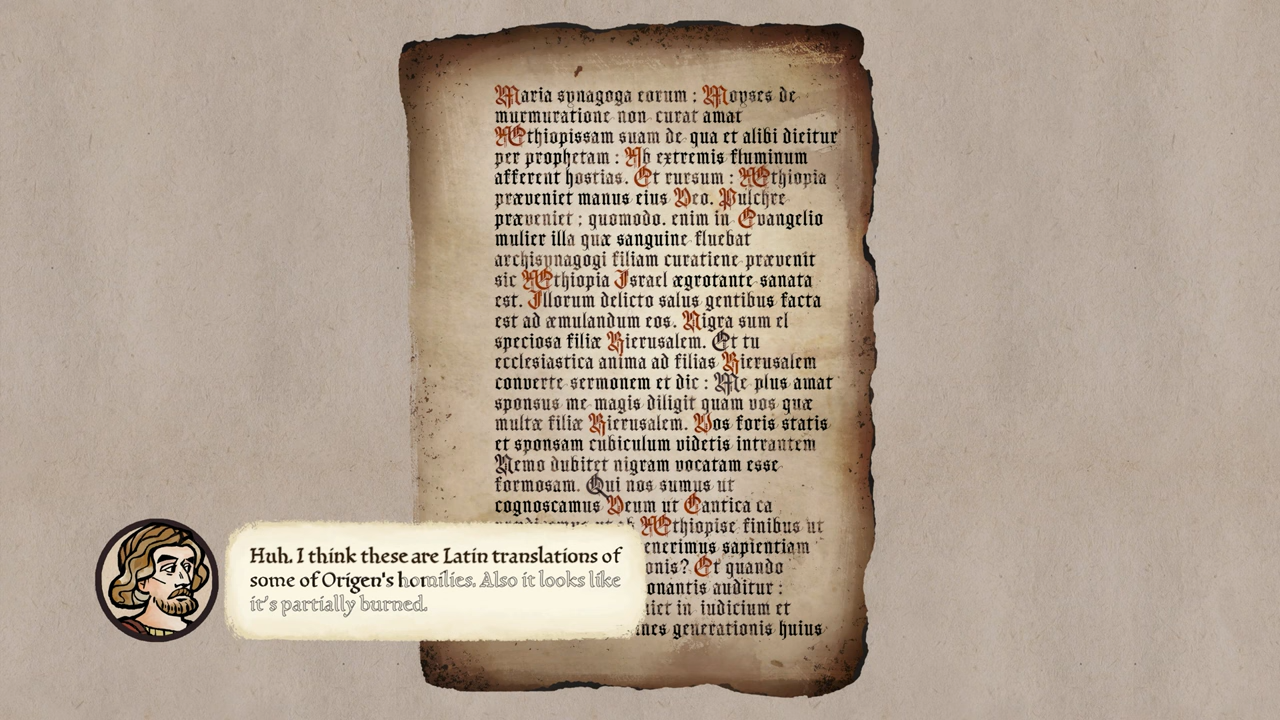 Maria synagoga eorum : Moyses de
murmuratione non curat amat
Æthiopissam suam de qua et alibi dicitur
per prophetam : Ab extremis fluminum
afferent hostias. Et rursum : Æthiopia
præveniet manus eius Deo. Pulchre
præveniet ; quomodo. enim in Evangelio
mulier illa quæ sanguine fluebat
archisynagogi filiam curatiene prævenit
sic Æthiopia Israel ægrotante sanata
est. Illorum delicto salus gentibus facta
est ad æmulandum eos. Nigra sum el
speciosa filiæ Hierusalem. Et tu
ecclesiastica anima ad filias Hierusalem
converte sermonem et dic : Me plus amat
sponsus me magis diligit quam vos quæ
multæ filiæ Hierusalem. Vos foris statis
et sponsam cubiculum videtis intrantem
Nemo dubitet nigram vocatam esse
formosam. Qui nos sumus ut
cognoscamus Deum ut Cantica ca
ut ab Æthiopise finibus ut
sapientiam
Et quando
auditur :
in iudicium et
generationis huius
Huh. I think these are Latin translations of
some of Origen's homilies. Also it looks like
it's partially burned.